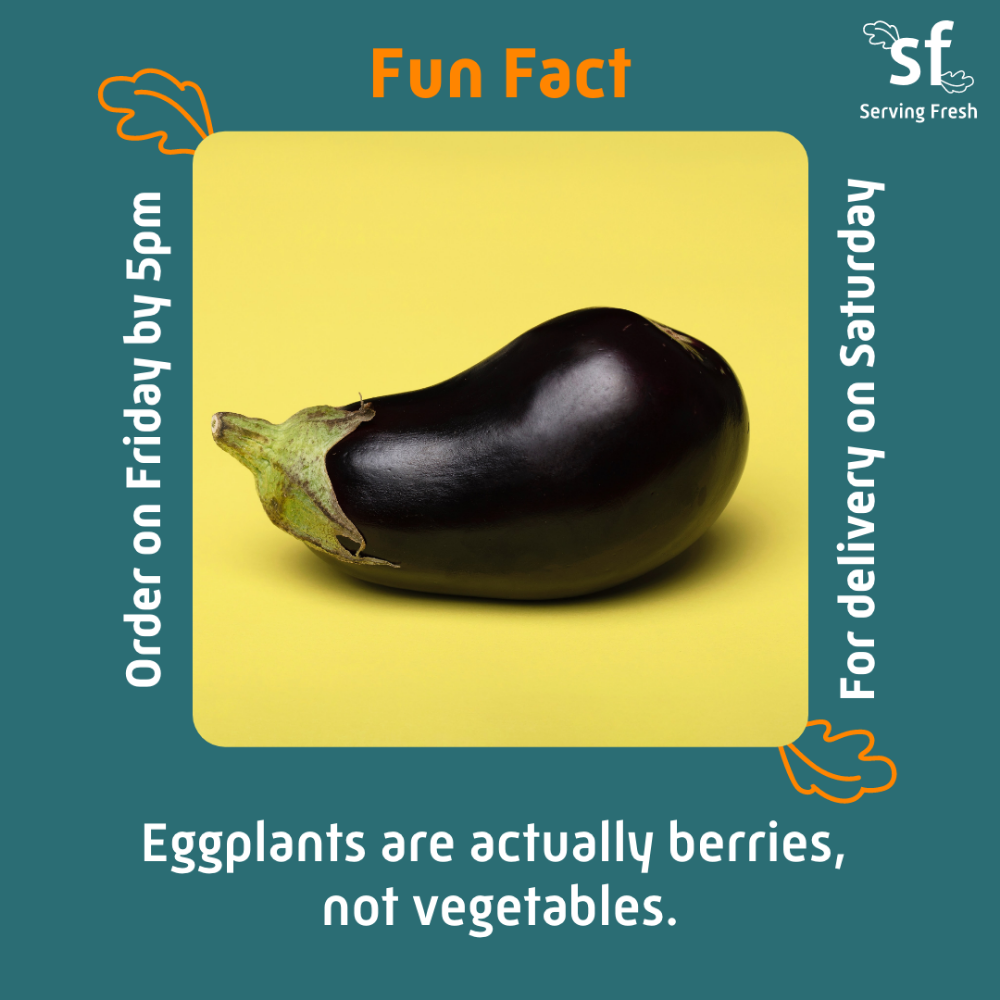 Fun Fact
sf
Serving Fresh
Order on Friday by 5pm
For delivery on Saturday
Eggplants are actually berries,
not vegetables.